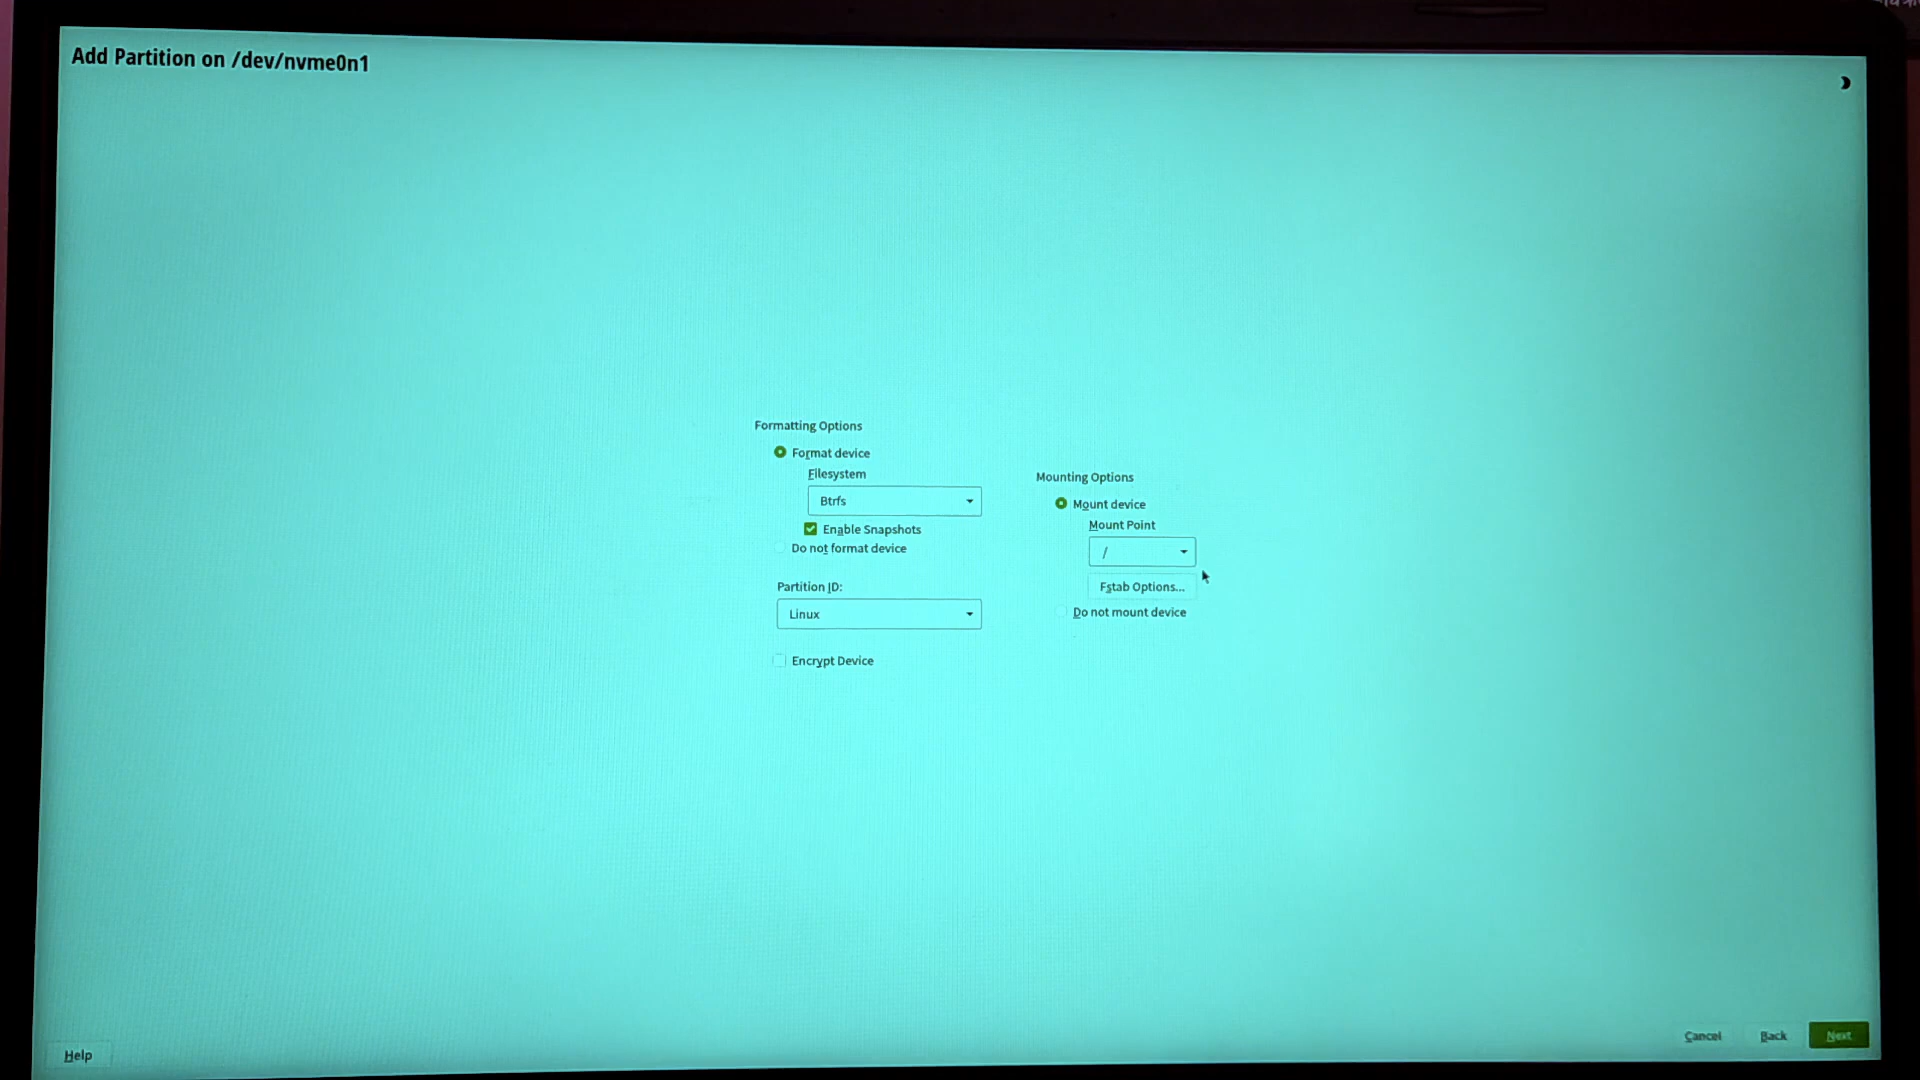 Add Partition on /dev/nvme0n1
Formatting Options
Format device
Filesystem
Btrfs
Enable Snapshots
Do not format device
Partition ID:
Linux
Encrypt Device
Mounting Options
Mount device
Mount Point
/
Fstab Options...
Do not mount device
Help
Cancel
Back
Next